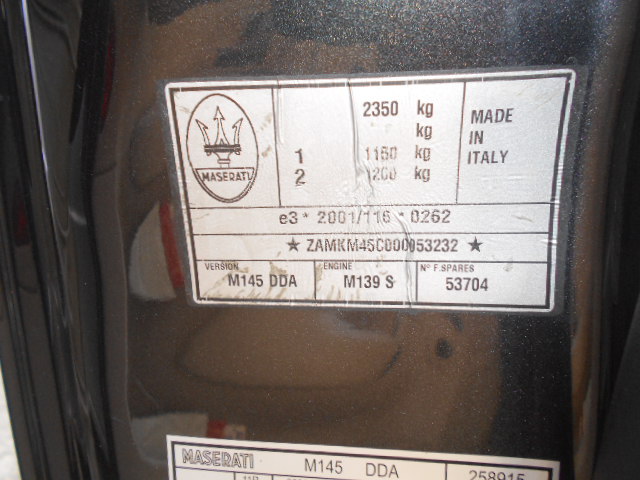 MASERATI
2350 kg
kg
1 1150 kg
2 1200 kg
MADE
IN
ITALY
e3 * 2001/116 * 0262
★ ZAMKM45C000053232 ★
VERSION
M145 DDA
ENGINE
M139 S
N° F.SPARES
53704
MASERATI M145 DDA 258915